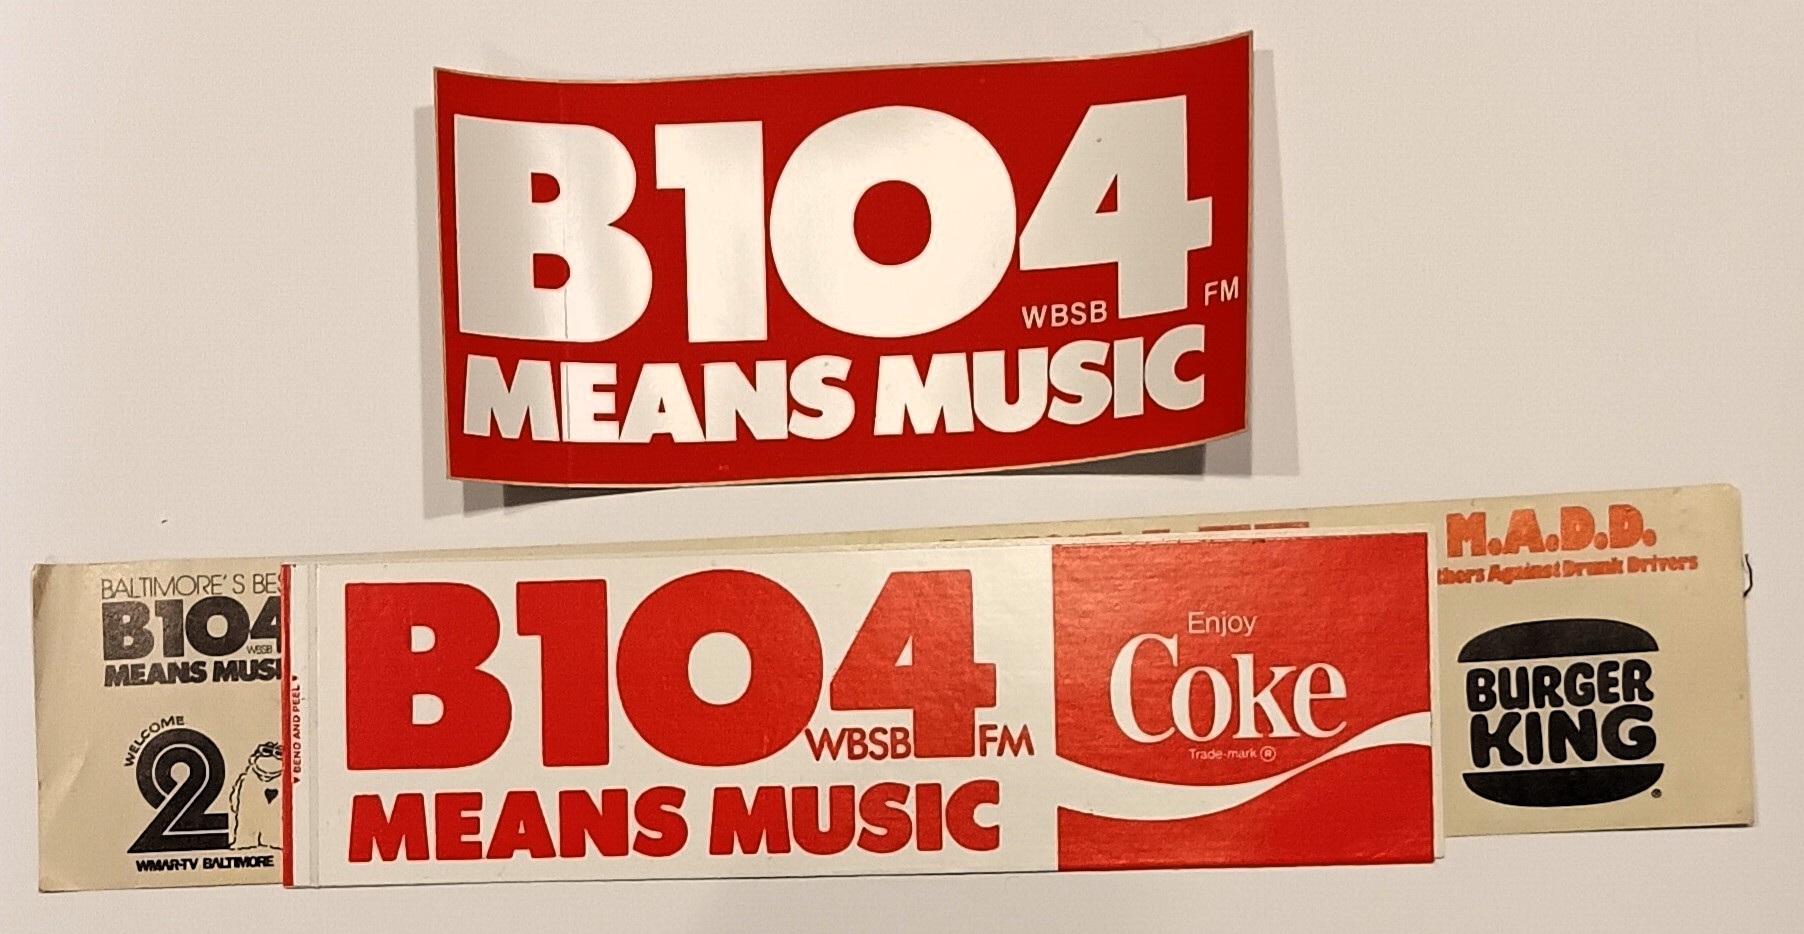 B104
WBSB FM
MEANS MUSIC
BALTIMORE'S BES
B104
WBSB
MEANS MUSI
WELCOME
2
WMAR-TV BALTIMORE
▼BEND AND PEEL▼
B104
WBSB FM
MEANS MUSIC
Enjoy
Coke
Trade-mark ®
M.A.D.D.
hers Against Drunk Drivers
BURGER
KING
®